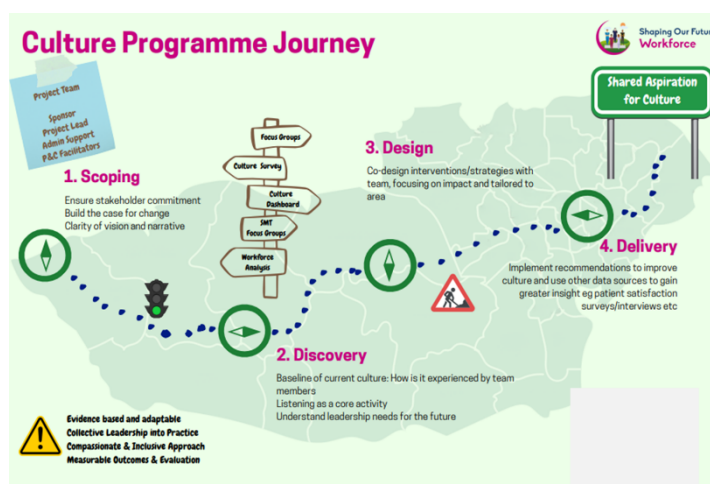 Culture Programme Journey
Shaping Our Futur
Workforce
Project Team
Sponsor
Project Lead
Admin Support
P&C Facilitators
Shared Aspiration
for Culture
1. Scoping
Ensure stakeholder commitment
Build the case for change
Clarity of vision and narrative
Focus Groups
Culture Survey
Culture
Dashboard
SMT
Focus Groups
Workforce
Analysis
3. Design
Co-design interventions/strategies with
team, focusing on impact and tailored to
area
4. Delivery
Implement recommendations to improve
culture and use other data sources to gain
greater insight eg patient satisfaction
surveys/interviews etc
2. Discovery
Baseline of current culture: How is it experienced by team
members
Listening as a core activity
Understand leadership needs for the future
Evidence based and adaptable
Collective Leadership into Practice
Compassionate & Inclusive Approach
Measurable Outcomes & Evaluation